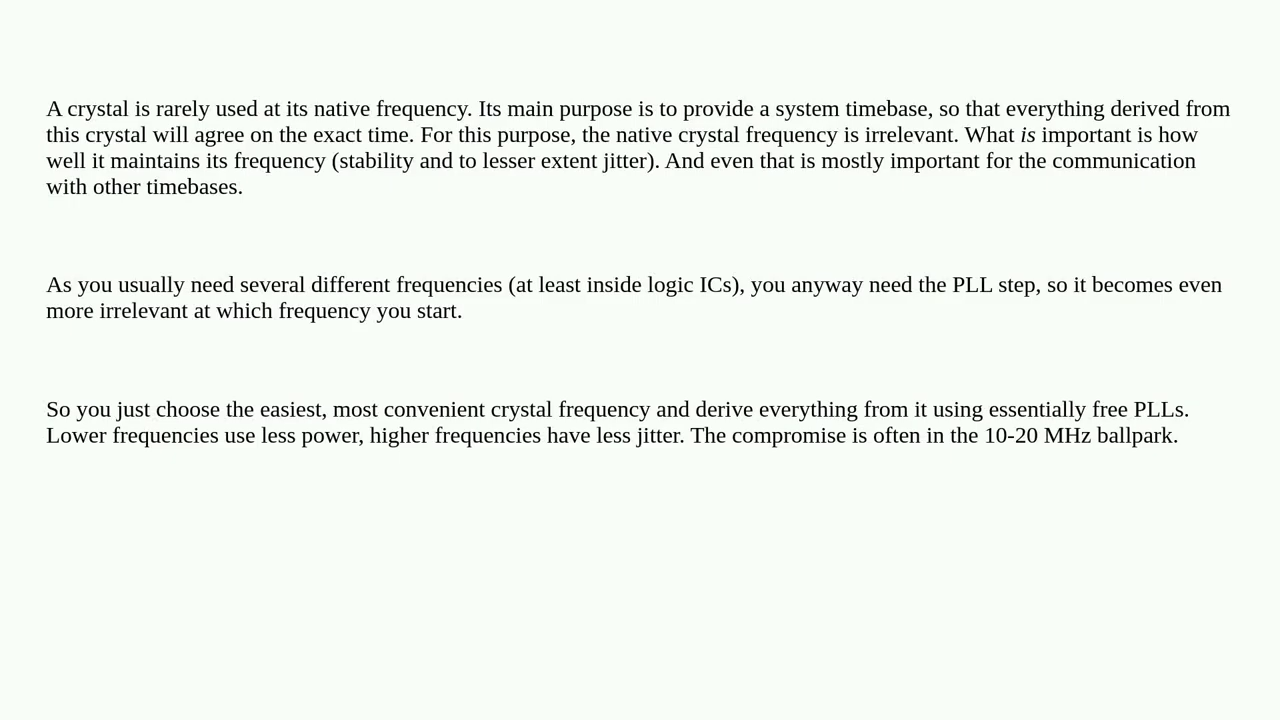 A crystal is rarely used at its native frequency. Its main purpose is to provide a system timebase, so that everything derived from
this crystal will agree on the exact time. For this purpose, the native crystal frequency is irrelevant. What is important is how
well it maintains its frequency (stability and to lesser extent jitter). And even that is mostly important for the communication
with other timebases.
As you usually need several different frequencies (at least inside logic ICs), you anyway need the PLL step, so it becomes even
more irrelevant at which frequency you start.
So you just choose the easiest, most convenient crystal frequency and derive everything from it using essentially free PLLs.
Lower frequencies use less power, higher frequencies have less jitter. The compromise is often in the 10-20 MHz ballpark.